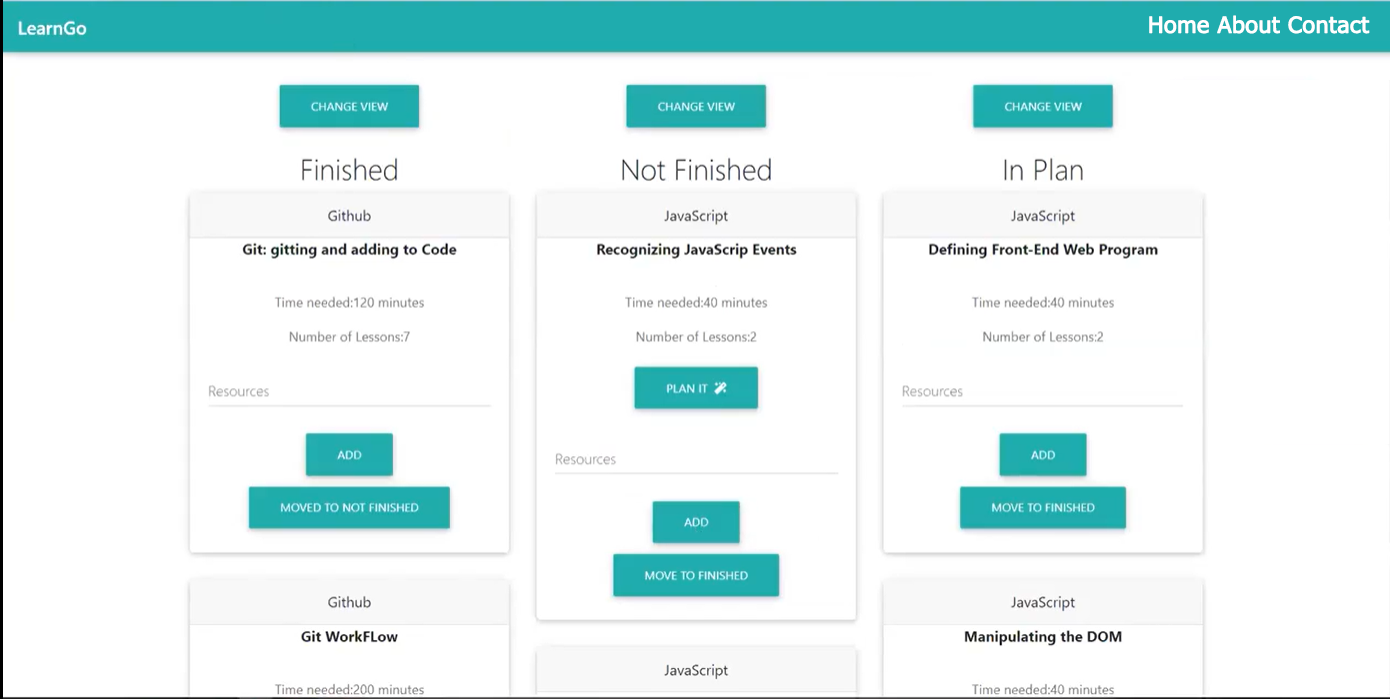 LearnGo
Home About Contact
CHANGE VIEW
Finished
Github
Git: gitting and adding to Code
Time needed:120 minutes
Number of Lessons:7
Resources
ADD
MOVED TO NOT FINISHED
Github
Git WorkFLow
Time needed:200 minutes
CHANGE VIEW
Not Finished
JavaScript
Recognizing JavaScrip Events
Time needed:40 minutes
Number of Lessons:2
PLAN IT
Resources
ADD
MOVE TO FINISHED
JavaScript
CHANGE VIEW
In Plan
JavaScript
Defining Front-End Web Program
Time needed:40 minutes
Number of Lessons:2
Resources
ADD
MOVE TO FINISHED
JavaScript
Manipulating the DOM
Time needed:40 minutes